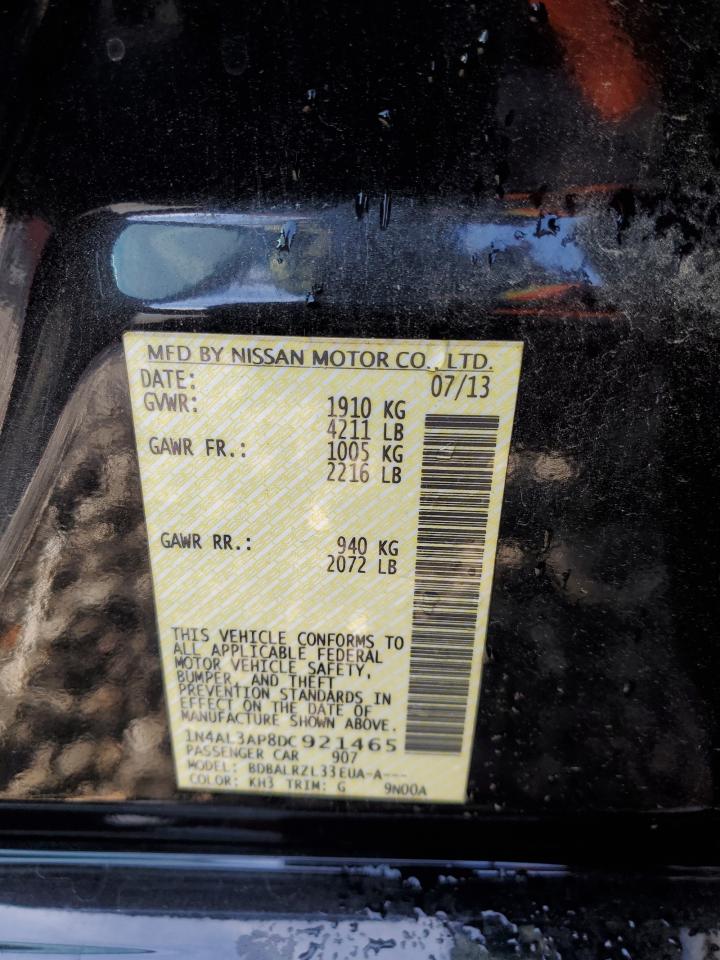 MFD BY NISSAN MOTOR CO., LTD.
DATE: 07/13
GVWR: 1910 KG
4211 LB
GAWR FR.: 1005 KG
2216 LB
GAWR RR.: 940 KG
2072 LB
THIS VEHICLE CONFORMS TO
ALL APPLICABLE FEDERAL
MOTOR VEHICLE SAFETY,
BUMPER, AND THEFT
PREVENTION STANDARDS IN
EFFECT ON THE DATE OF
MANUFACTURE SHOWN ABOVE.
1N4AL3AP8DC921465
PASSENGER CAR 907
MODEL: BDBALRZL33EUA-A---
COLOR: KH3 TRIM: G 9N00A